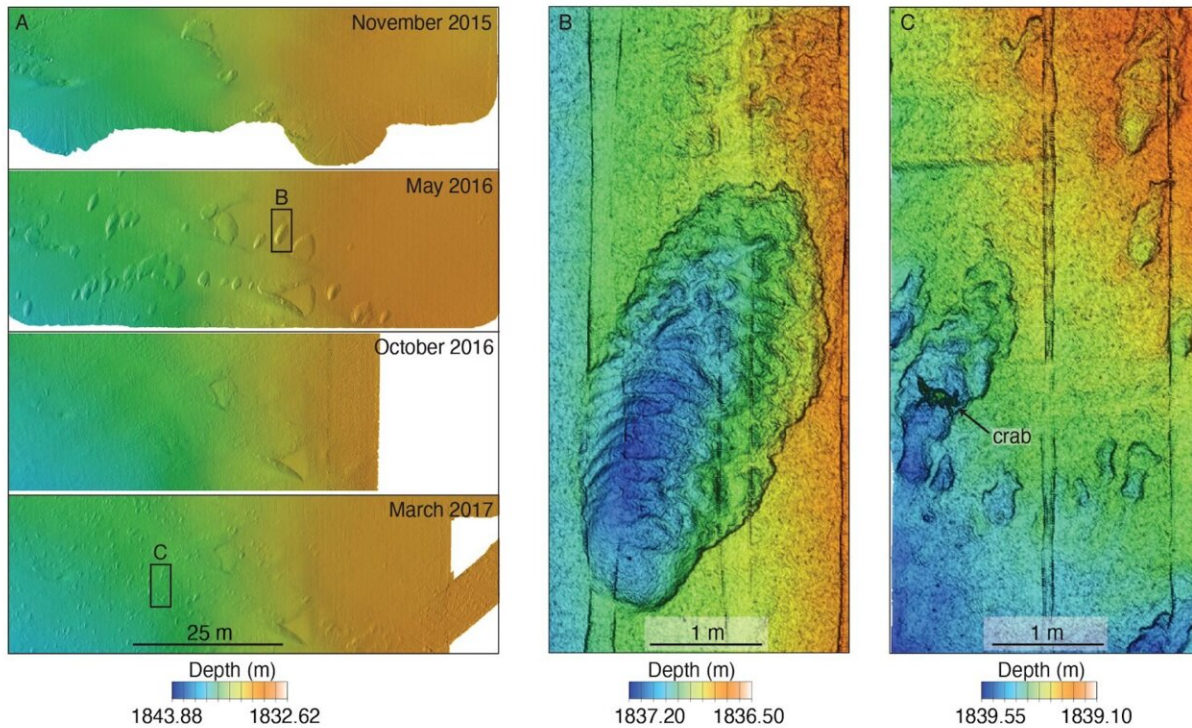 A
November 2015
May 2016
B
October 2016
March 2017
C
25 m
Depth (m)
1843.88 1832.62
B
1 m
Depth (m)
1837.20 1836.50
C
crab
1 m
Depth (m)
1839.55 1839.10